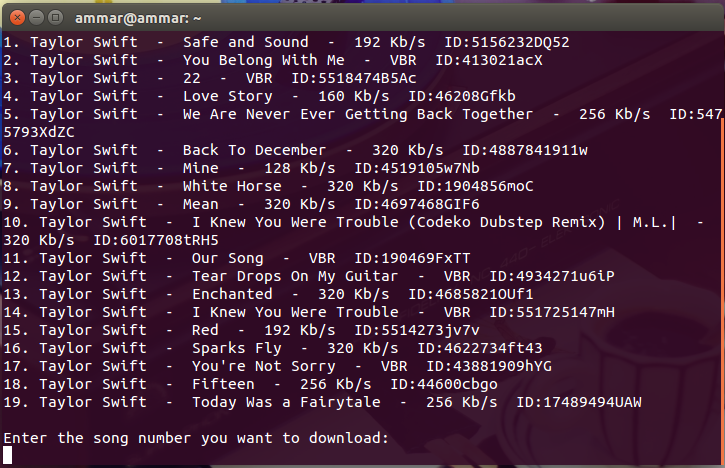 ammar@ammar: ~
1. Taylor Swift  -  Safe and Sound  -  192 Kb/s  ID:5156232DQ52
2. Taylor Swift  -  You Belong With Me  -  VBR  ID:413021acX
3. Taylor Swift  -  22  -  VBR  ID:5518474B5Ac
4. Taylor Swift  -  Love Story  -  160 Kb/s  ID:46208Gfkb
5. Taylor Swift  -  We Are Never Ever Getting Back Together  -  256 Kb/s  ID:547
5793XdZC
6. Taylor Swift  -  Back To December  -  320 Kb/s  ID:4887841911w
7. Taylor Swift  -  Mine  -  128 Kb/s  ID:4519105w7Nb
8. Taylor Swift  -  White Horse  -  320 Kb/s  ID:1904856moC
9. Taylor Swift  -  Mean  -  320 Kb/s  ID:4697468GIF6
10. Taylor Swift  -  I Knew You Were Trouble (Codeko Dubstep Remix) | M.L.|  -
320 Kb/s  ID:6017708tRH5
11. Taylor Swift  -  Our Song  -  VBR  ID:190469FxTT
12. Taylor Swift  -  Tear Drops On My Guitar  -  VBR  ID:4934271u6iP
13. Taylor Swift  -  Enchanted  -  320 Kb/s  ID:4685821OUf1
14. Taylor Swift  -  I Knew You Were Trouble  -  VBR  ID:551725147mH
15. Taylor Swift  -  Red  -  192 Kb/s  ID:5514273jv7v
16. Taylor Swift  -  Sparks Fly  -  320 Kb/s  ID:4622734ft43
17. Taylor Swift  -  You're Not Sorry  -  VBR  ID:43881909hYG
18. Taylor Swift  -  Fifteen  -  256 Kb/s  ID:44600cbgo
19. Taylor Swift  -  Today Was a Fairytale  -  256 Kb/s  ID:17489494UAW
Enter the song number you want to download: